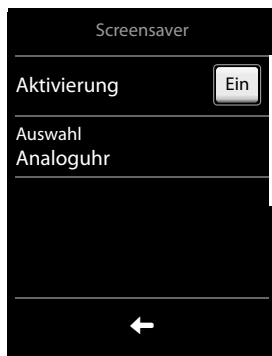 Screensaver
Aktivierung
Ein
Auswahl
Analoguhr